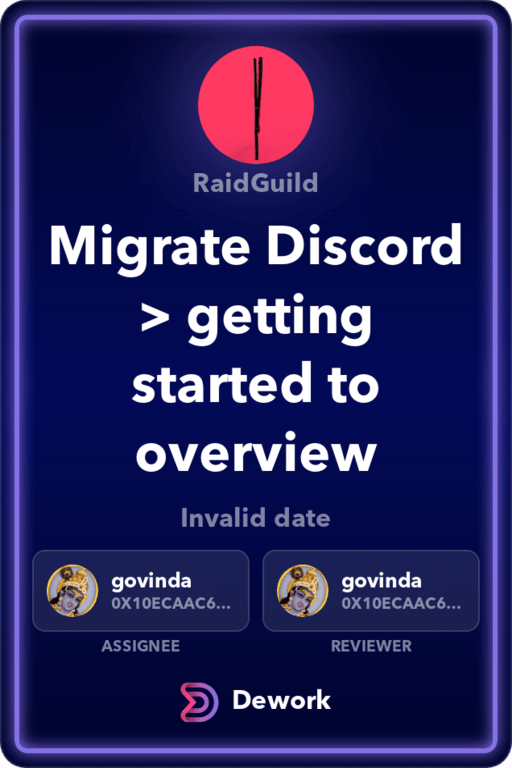 RaidGuild
Migrate Discord
> getting
started to
overview
Invalid date
govinda
0X10ECAAC6...
ASSIGNEE
govinda
0X10ECAAC6...
REVIEWER
Dework